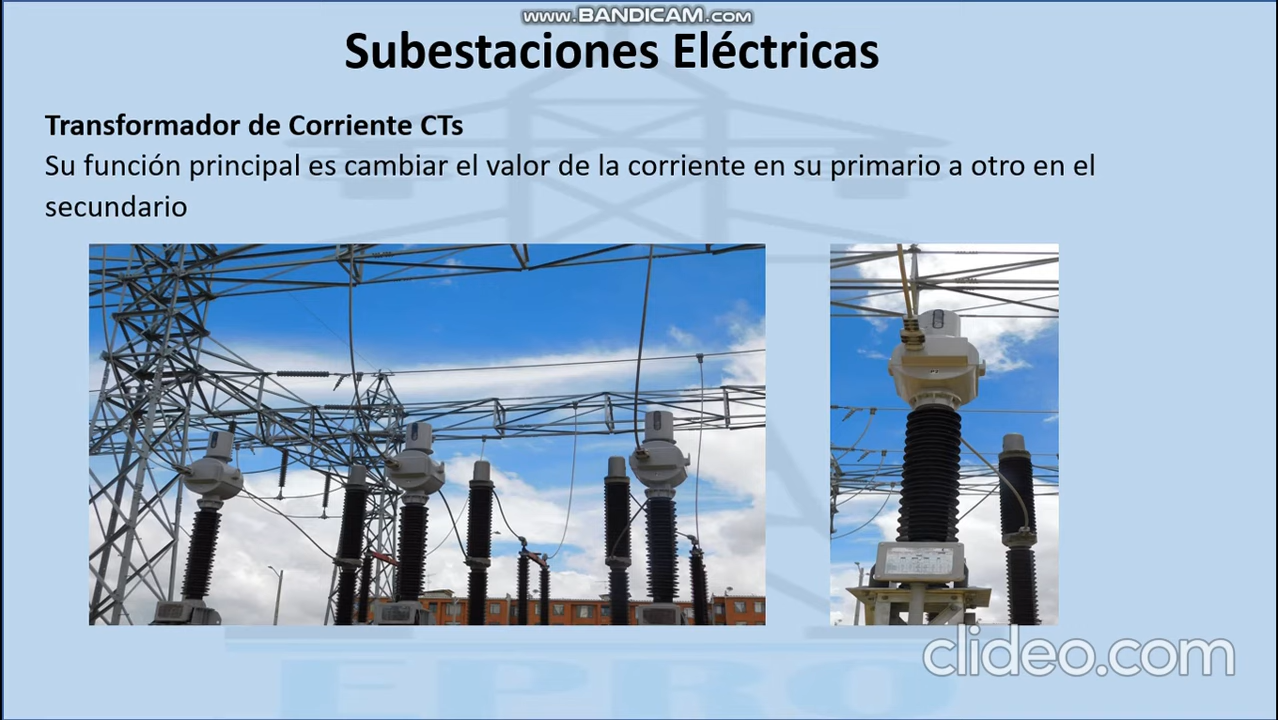 www.BANDICAM.com
Subestaciones Eléctricas
Transformador de Corriente CTs
Su función principal es cambiar el valor de la corriente en su primario a otro en el
secundario
clideo.com